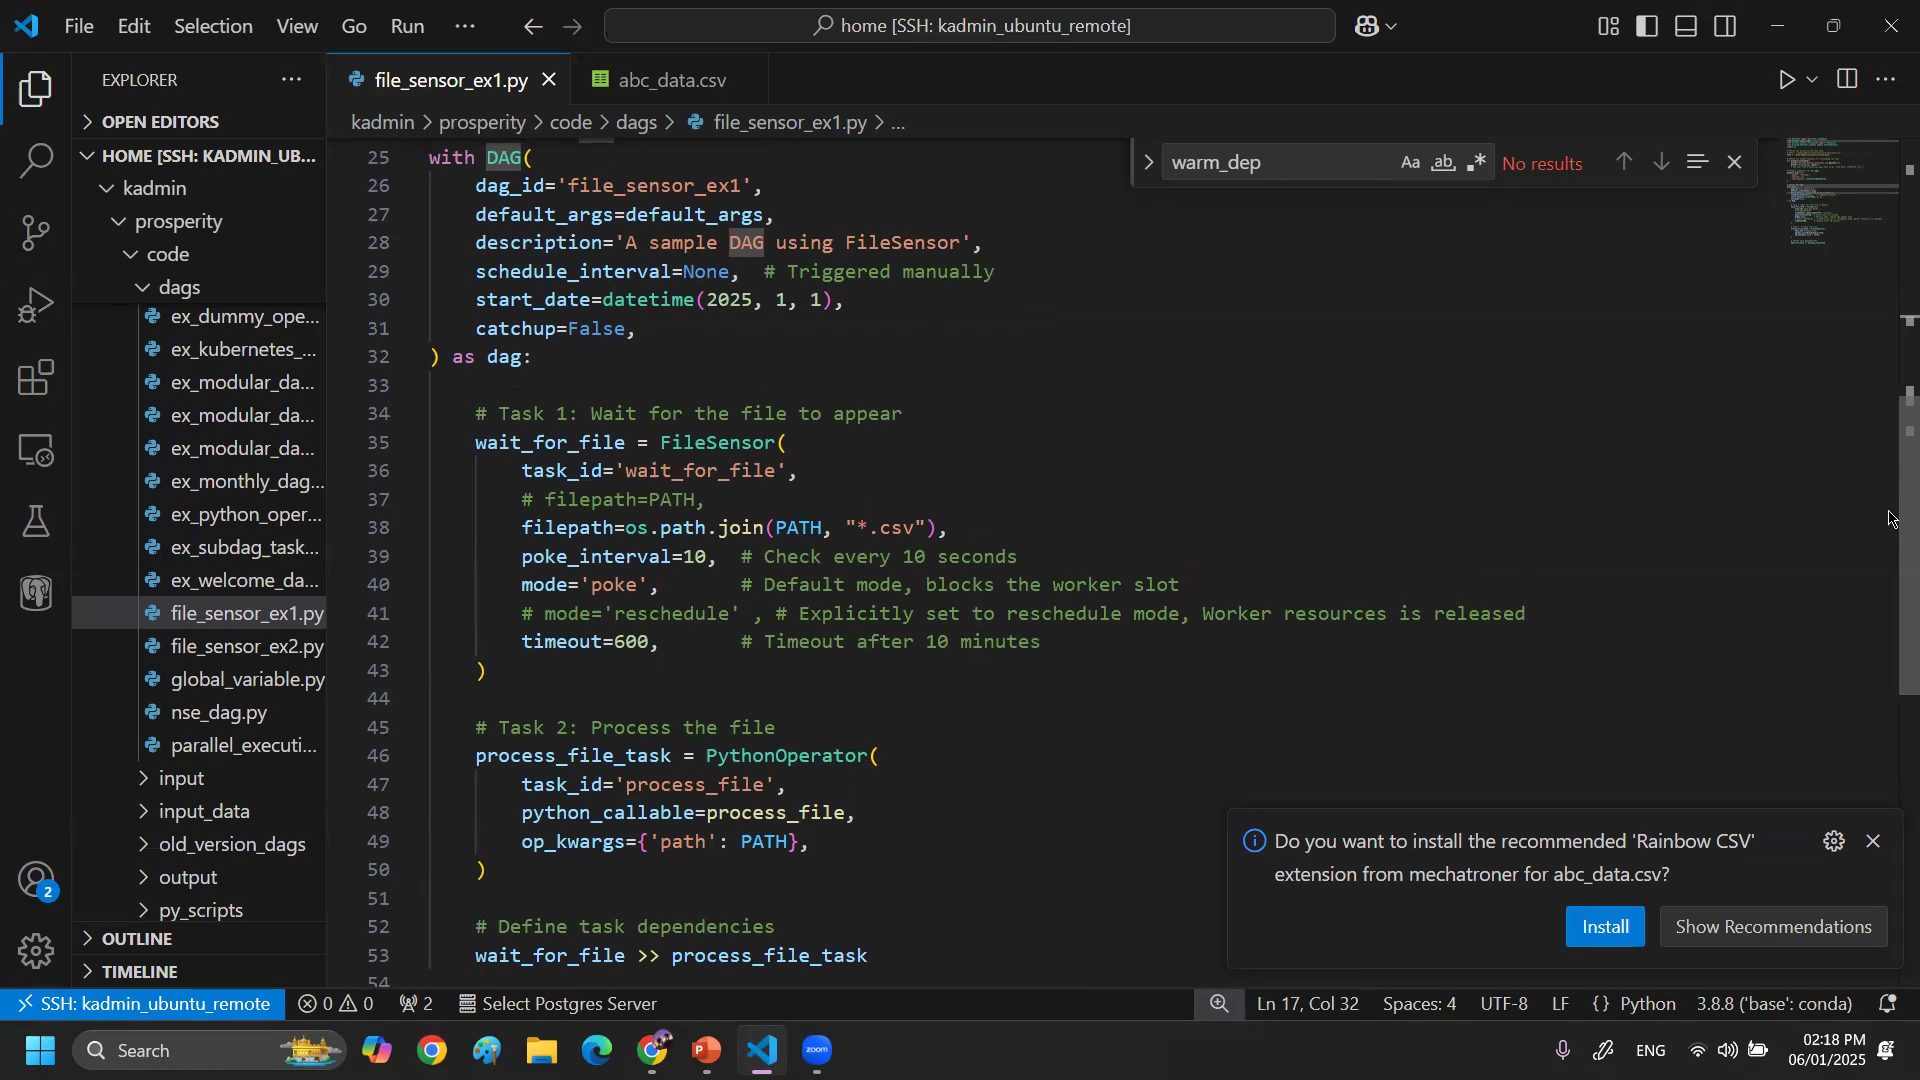 File Edit Selection View Go Run ...
home [SSH: kadmin_ubuntu_remote]
EXPLORER
file_sensor_ex1.py
abc_data.csv
OPEN EDITORS
kadmin > prosperity > code > dags > file_sensor_ex1.py > ...
HOME [SSH: KADMIN_UB...
kadmin
prosperity
code
dags
ex_dummy_ope...
ex_kubernetes_...
ex_modular_da...
ex_modular_da...
ex_modular_da...
ex_monthly_dag...
ex_python_oper...
ex_subdag_task...
ex_welcome_da...
file_sensor_ex1.py
file_sensor_ex2.py
global_variable.py
nse_dag.py
parallel_executi...
input
input_data
old_version_dags
output
py_scripts
OUTLINE
TIMELINE
warm_dep
Aa ab .*
No results
25 with DAG(
26 dag_id='file_sensor_ex1',
27 default_args=default_args,
28 description='A sample DAG using FileSensor',
29 schedule_interval=None,  # Triggered manually
30 start_date=datetime(2025, 1, 1),
31 catchup=False,
32 ) as dag:
33
34 # Task 1: Wait for the file to appear
35 wait_for_file = FileSensor(
36 task_id='wait_for_file',
37 # filepath=PATH,
38 filepath=os.path.join(PATH, "*.csv"),
39 poke_interval=10,  # Check every 10 seconds
40 mode='poke',       # Default mode, blocks the worker slot
41 # mode='reschedule' , # Explicitly set to reschedule mode, Worker resources is released
42 timeout=600,       # Timeout after 10 minutes
43 )
44
45 # Task 2: Process the file
46 process_file_task = PythonOperator(
47 task_id='process_file',
48 python_callable=process_file,
49 op_kwargs={'path': PATH},
50 )
51
52 # Define task dependencies
53 wait_for_file >> process_file_task
54
Do you want to install the recommended 'Rainbow CSV'
extension from mechatroner for abc_data.csv?
Install
Show Recommendations
2
SSH: kadmin_ubuntu_remote
0 0
2
Select Postgres Server
Ln 17, Col 32
Spaces: 4
UTF-8
LF
{ } Python
3.8.8 ('base': conda)
Search
zoom
ENG
02:18 PM
06/01/2025